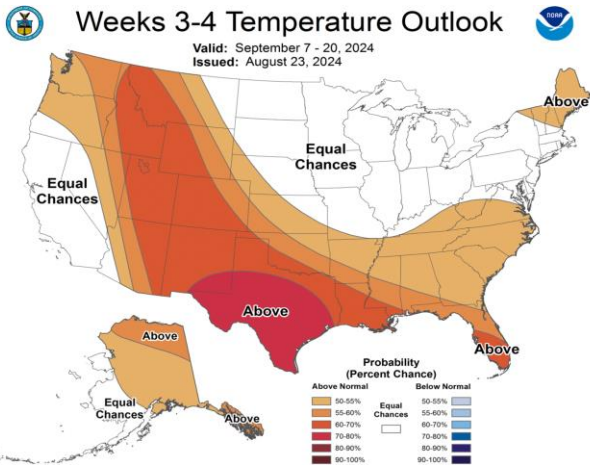 Weeks 3-4 Temperature Outlook
Valid: September 7 - 20, 2024
Issued: August 23, 2024
NOAA
Above
Equal
Chances
Equal
Chances
Above
Above
Above
Equal
Chances
Above
Probability
(Percent Chance)
Above Normal
50-55%
55-60%
60-70%
70-80%
80-90%
90-100%
Equal
Chances
Below Normal
50-55%
55-60%
60-70%
70-80%
80-90%
90-100%